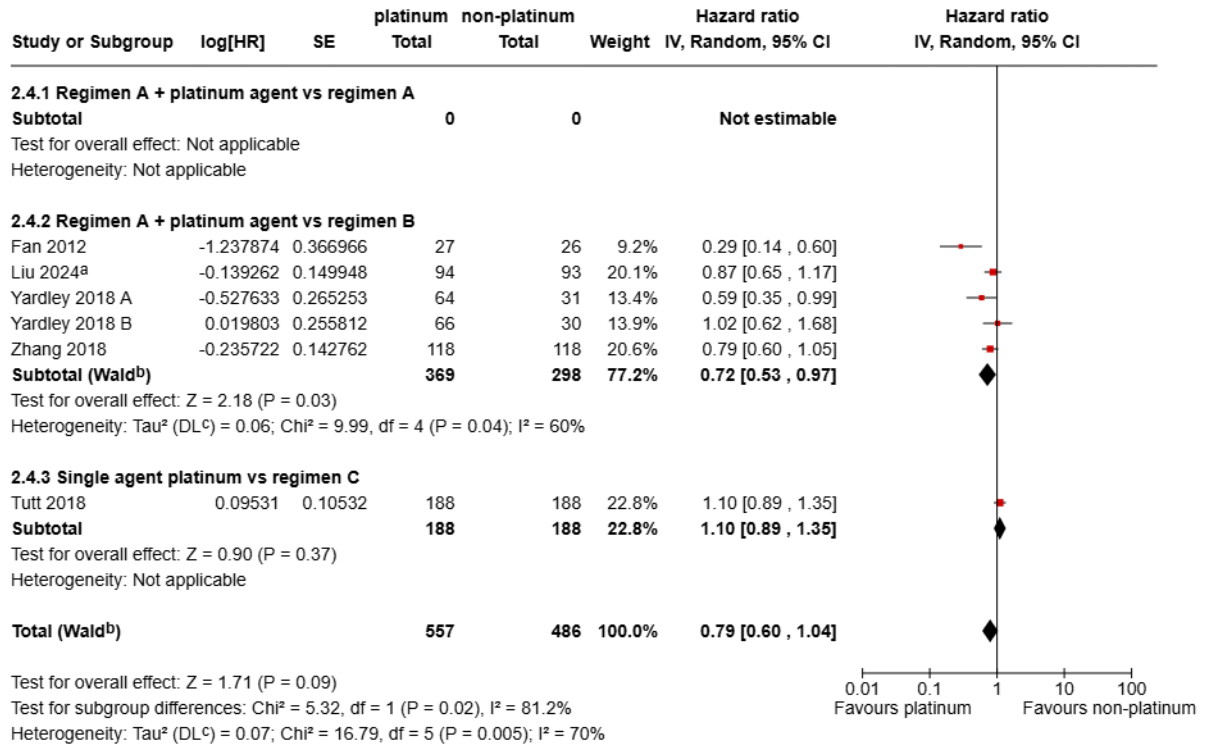 platinum non-platinum Hazard ratio Hazard ratio
Study or Subgroup log[HR] SE Total Total Weight IV, Random, 95% CI IV, Random, 95% CI
2.4.1 Regimen A + platinum agent vs regimen A
Subtotal 0 0 Not estimable
Test for overall effect: Not applicable
Heterogeneity: Not applicable
2.4.2 Regimen A + platinum agent vs regimen B
Fan 2012 -1.237874 0.366966 27 26 9.2% 0.29 [0.14 , 0.60]
Liu 2024a -0.139262 0.149948 94 93 20.1% 0.87 [0.65 , 1.17]
Yardley 2018 A -0.527633 0.265253 64 31 13.4% 0.59 [0.35 , 0.99]
Yardley 2018 B 0.019803 0.255812 66 30 13.9% 1.02 [0.62 , 1.68]
Zhang 2018 -0.235722 0.142762 118 118 20.6% 0.79 [0.60 , 1.05]
Subtotal (Waldb) 369 298 77.2% 0.72 [0.53 , 0.97]
Test for overall effect: Z = 2.18 (P = 0.03)
Heterogeneity: Tau² (DLc) = 0.06; Chi² = 9.99, df = 4 (P = 0.04); I² = 60%
2.4.3 Single agent platinum vs regimen C
Tutt 2018 0.09531 0.10532 188 188 22.8% 1.10 [0.89 , 1.35]
Subtotal 188 188 22.8% 1.10 [0.89 , 1.35]
Test for overall effect: Z = 0.90 (P = 0.37)
Heterogeneity: Not applicable
Total (Waldb) 557 486 100.0% 0.79 [0.60 , 1.04]
Test for overall effect: Z = 1.71 (P = 0.09)
Test for subgroup differences: Chi² = 5.32, df = 1 (P = 0.02), I² = 81.2%
Heterogeneity: Tau² (DLc) = 0.07; Chi² = 16.79, df = 5 (P = 0.005); I² = 70%
0.01 0.1 1 10 100
Favours platinum Favours non-platinum